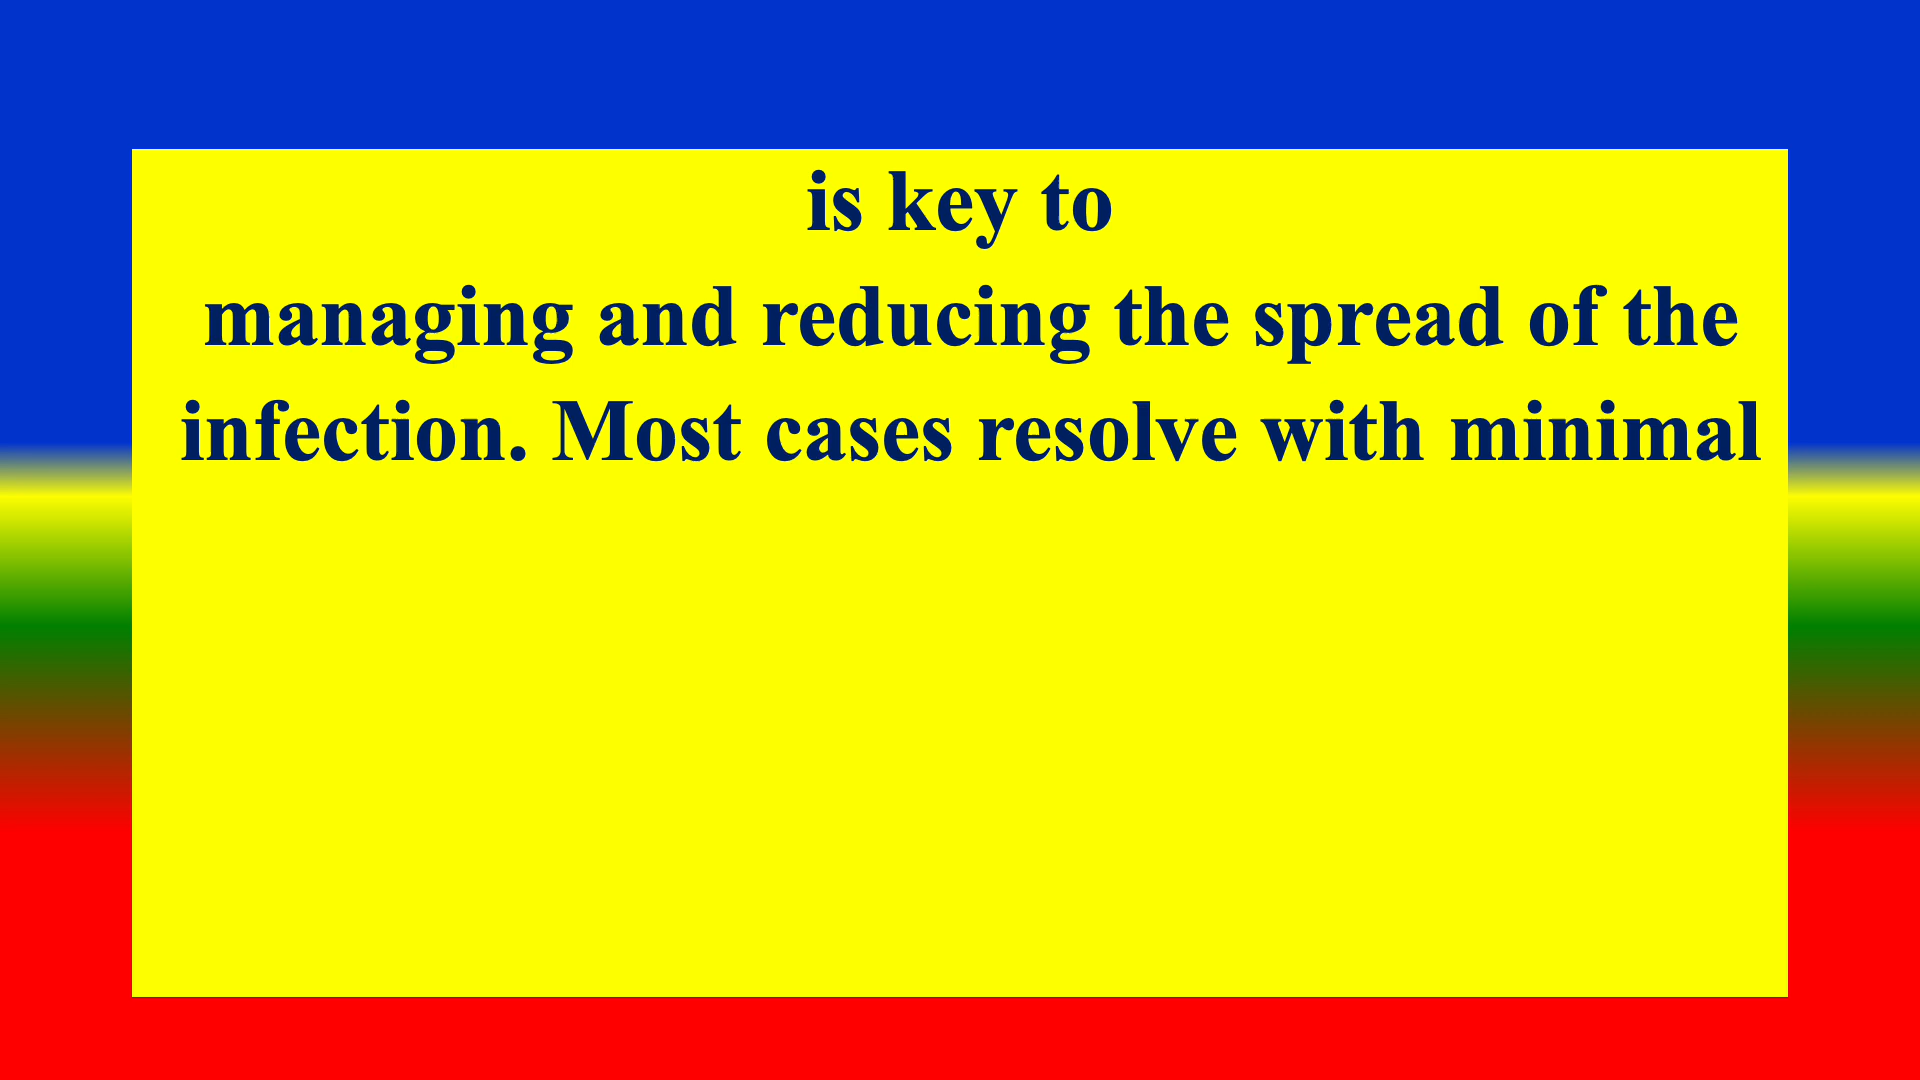 is key to
managing and reducing the spread of the
infection. Most cases resolve with minimal